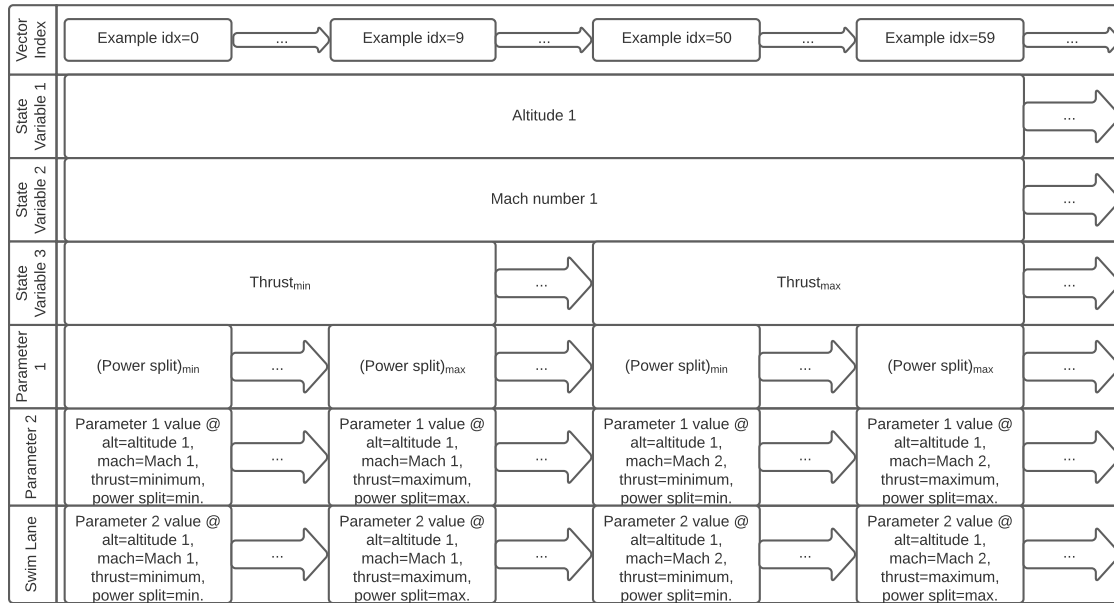 Vector
Index
Example idx=0
...
Example idx=9
...
Example idx=50
...
Example idx=59
...
State
Variable 1
Altitude 1
...
State
Variable 2
Mach number 1
...
State
Variable 3
Thrustmin
...
Thrustmax
...
Parameter
1
(Power split)min
...
(Power split)max
...
(Power split)min
...
(Power split)max
...
Parameter 2
Parameter 1 value @
alt=altitude 1,
mach=Mach 1,
thrust=minimum,
power split=min.
...
Parameter 1 value @
alt=altitude 1,
mach=Mach 1,
thrust=maximum,
power split=max.
...
Parameter 1 value @
alt=altitude 1,
mach=Mach 2,
thrust=minimum,
power split=min.
...
Parameter 1 value @
alt=altitude 1,
mach=Mach 2,
thrust=maximum,
power split=max.
...
Swim Lane
Parameter 2 value @
alt=altitude 1,
mach=Mach 1,
thrust=minimum,
power split=min.
...
Parameter 2 value @
alt=altitude 1,
mach=Mach 1,
thrust=maximum,
power split=max.
...
Parameter 2 value @
alt=altitude 1,
mach=Mach 2,
thrust=minimum,
power split=min.
...
Parameter 2 value @
alt=altitude 1,
mach=Mach 2,
thrust=maximum,
power split=max.
...